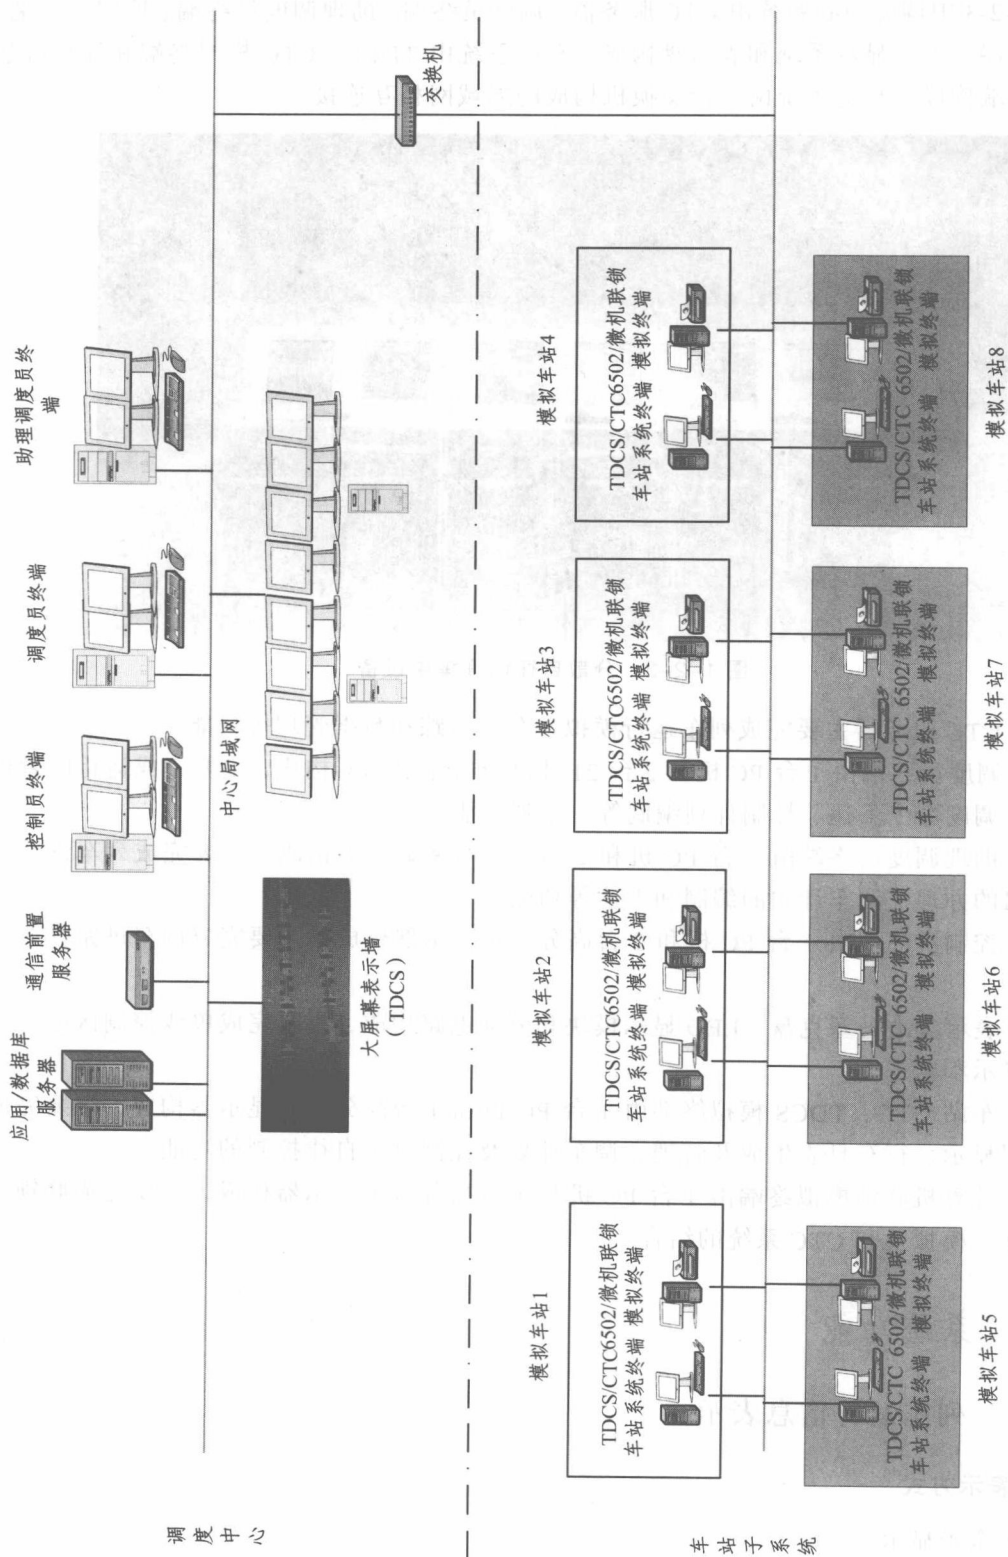 调度中心
应用/数据库
服务器
通信前置
服务器
控制员终端
调度员终端
助理调度员终
端
大屏幕表示墙
(TDCS)
中心局域网
交换机
车站子系统
模拟车站1
TDCS/CTC6502/微机联锁
车站系统终端 模拟终端
模拟车站2
TDCS/CTC6502/微机联锁
车站系统终端 模拟终端
模拟车站3
TDCS/CTC6502/微机联锁
车站系统终端 模拟终端
模拟车站4
TDCS/CTC6502/微机联锁
车站系统终端 模拟终端
TDCS/CTC 6502/微机联锁
车站系统终端 模拟终端
模拟车站5
TDCS/CTC 6502/微机联锁
车站系统终端 模拟终端
模拟车站6
TDCS/CTC 6502/微机联锁
车站系统终端 模拟终端
模拟车站7
TDCS/CTC 6502/微机联锁
车站系统终端 模拟终端
模拟车站8